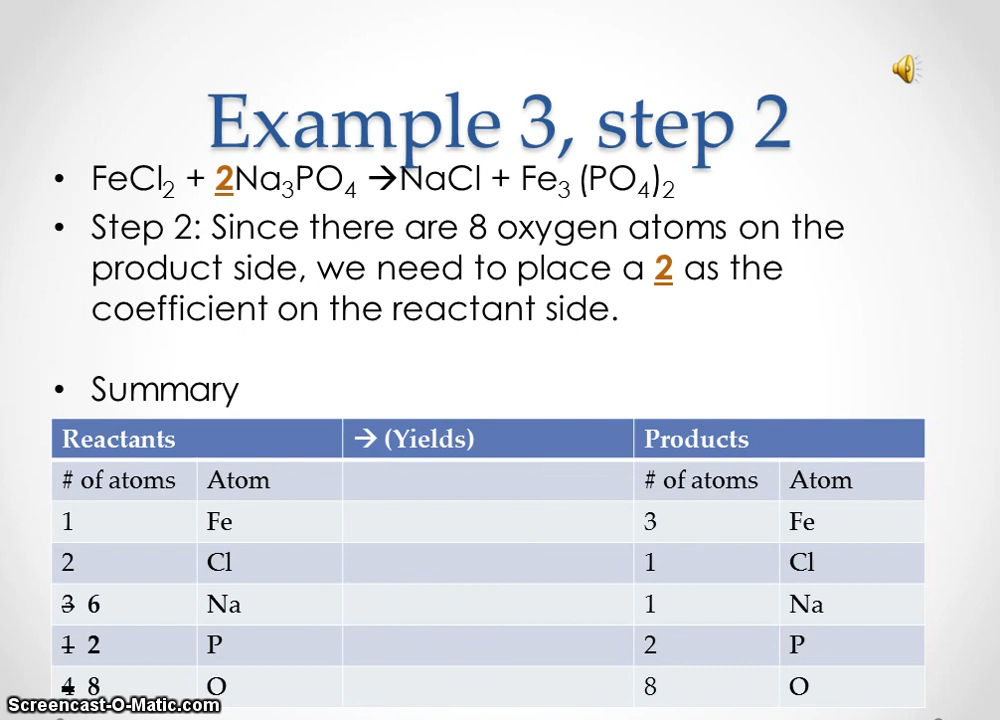 Example 3, step 2
• FeCl₂ + 2Na₃PO₄ →NaCl + Fe₃ (PO₄)₂
• Step 2: Since there are 8 oxygen atoms on the
product side, we need to place a 2 as the
coefficient on the reactant side.
• Summary
Reactants → (Yields) Products
# of atoms Atom # of atoms Atom
1 Fe 3 Fe
2 Cl 1 Cl
3 6 Na 1 Na
1 2 P 2 P
4 8 O 8 O
Screencast-O-Matic.com